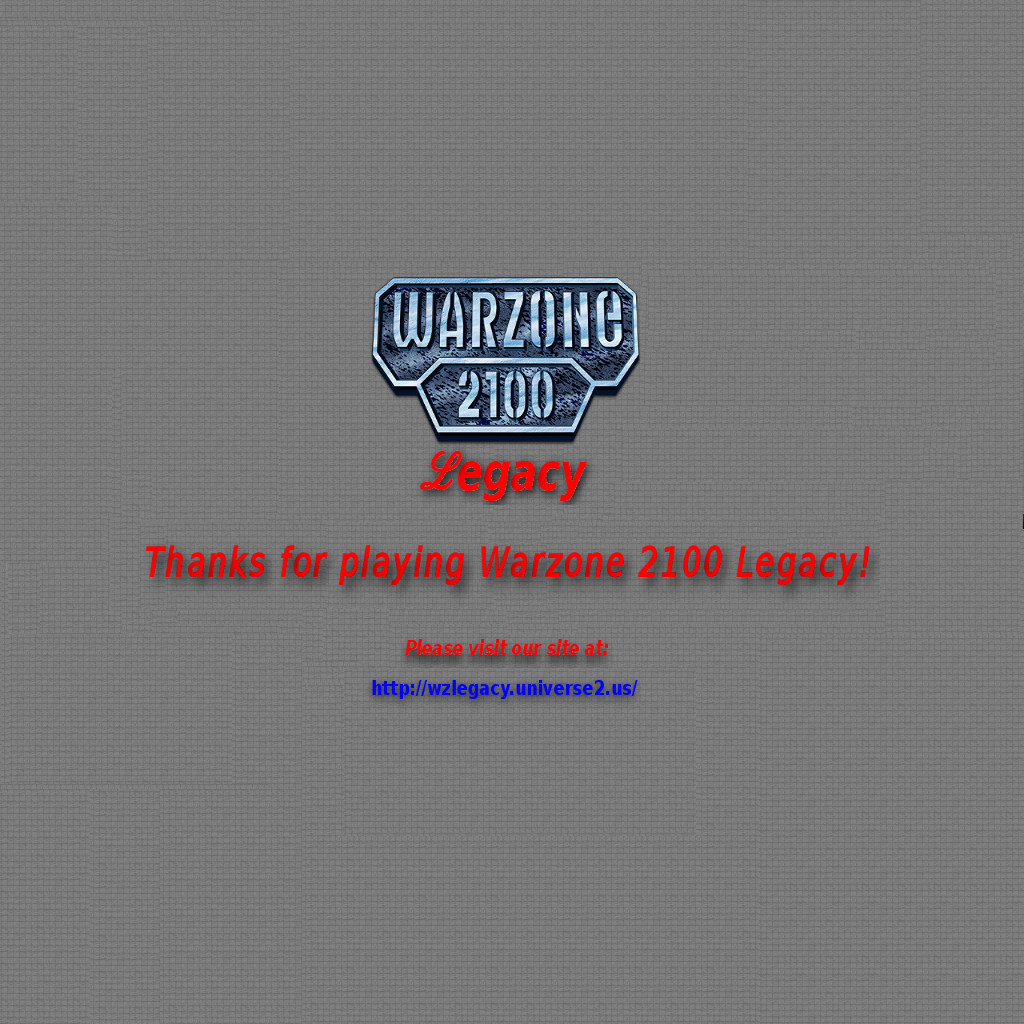 WARZONE
2100
Legacy
Thanks for playing Warzone 2100 Legacy!
Please visit our site at:
http://wzlegacy.universe2.us/